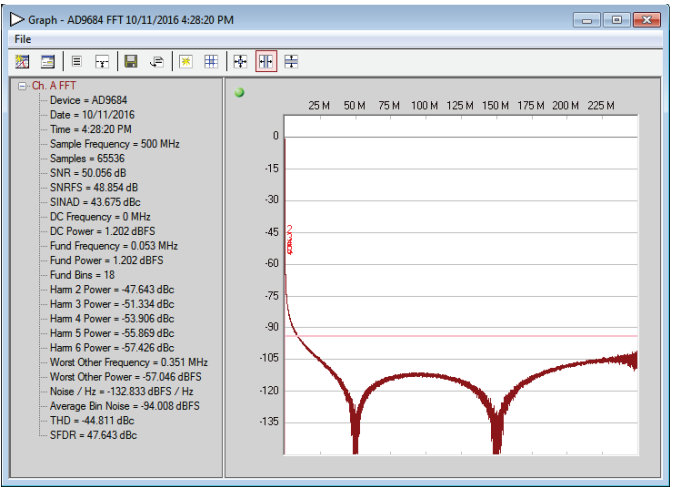 Graph - AD9684 FFT 10/11/2016 4:28:20 PM
File
Ch. A FFT
Device = AD9684
Date = 10/11/2016
Time = 4:28:20 PM
Sample Frequency = 500 MHz
Samples = 65536
SNR = 50.056 dB
SNRFS = 48.854 dB
SINAD = 43.675 dBc
DC Frequency = 0 MHz
DC Power = 1.202 dBFS
Fund Frequency = 0.053 MHz
Fund Power = 1.202 dBFS
Fund Bins = 18
Harm 2 Power = -47.643 dBc
Harm 3 Power = -51.334 dBc
Harm 4 Power = -53.906 dBc
Harm 5 Power = -55.869 dBc
Harm 6 Power = -57.426 dBc
Worst Other Frequency = 0.351 MHz
Worst Other Power = -57.046 dBFS
Noise / Hz = -132.833 dBFS / Hz
Average Bin Noise = -94.008 dBFS
THD = -44.811 dBc
SFDR = 47.643 dBc
25 M 50 M 75 M 100 M 125 M 150 M 175 M 200 M 225 M
0
-15
-30
-45
-60
-75
-90
-105
-120
-135
2